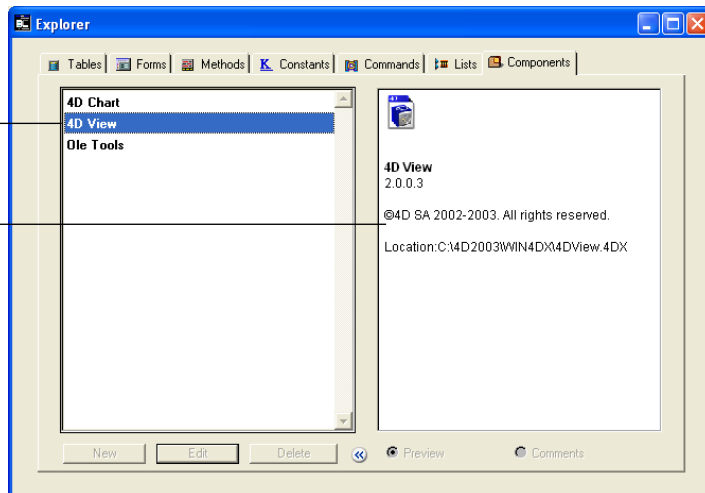 Explorer
Tables Forms Methods K Constants Commands Lists Components
4D Chart
4D View
Ole Tools
4D
4D View
2.0.0.3
©4D SA 2002-2003. All rights reserved.
Location:C:\4D2003\WIN4DX\4DView.4DX
New Edit Delete Preview Comments